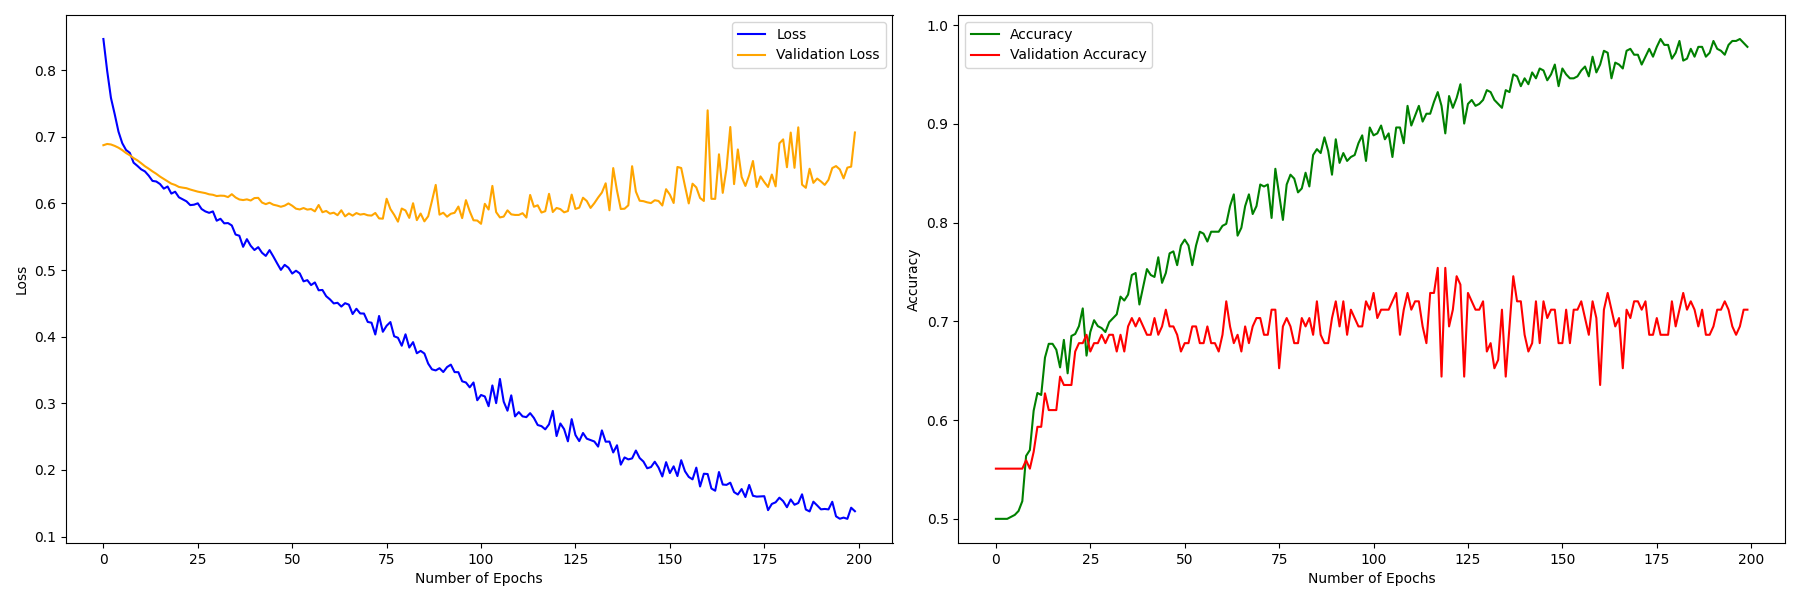 Loss
Validation Loss
0.8
0.7
0.6
0.5
0.4
0.3
0.2
0.1
Loss
0 25 50 75 100 125 150 175 200
Number of Epochs
Accuracy
Validation Accuracy
1.0
0.9
0.8
0.7
0.6
0.5
Accuracy
0 25 50 75 100 125 150 175 200
Number of Epochs